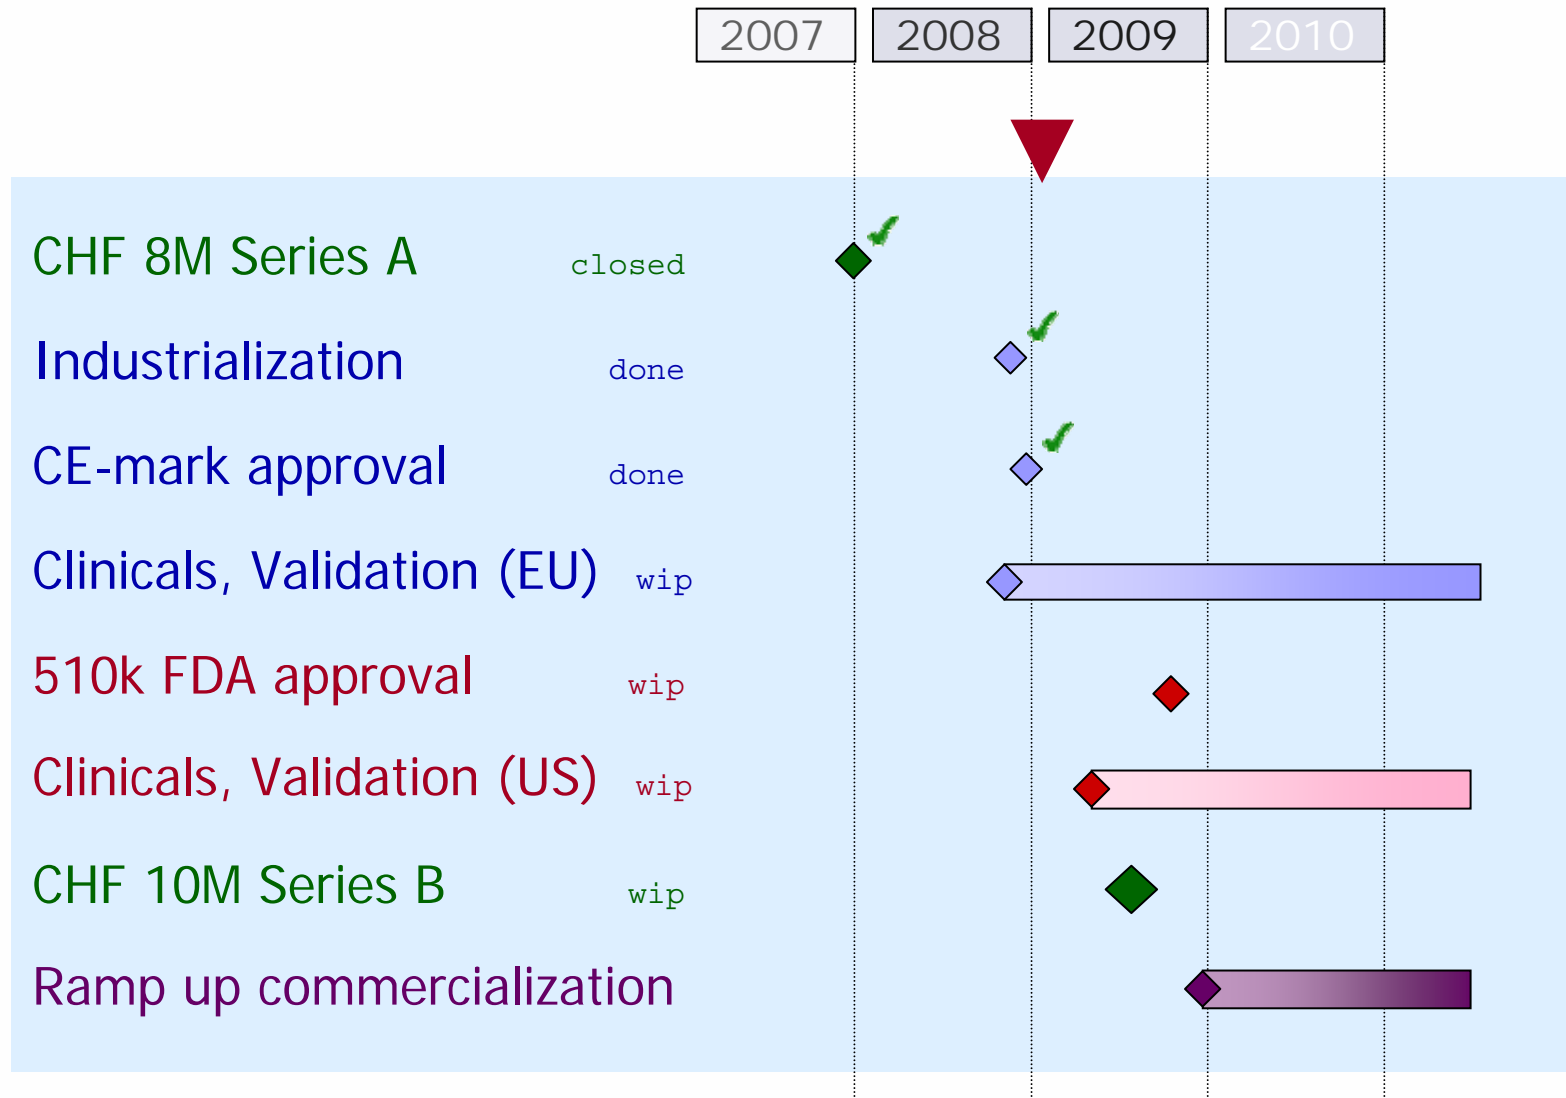 2007 2008 2009 2010
CHF 8M Series A closed
Industrialization done
CE-mark approval done
Clinicals, Validation (EU) wip
510k FDA approval wip
Clinicals, Validation (US) wip
CHF 10M Series B wip
Ramp up commercialization